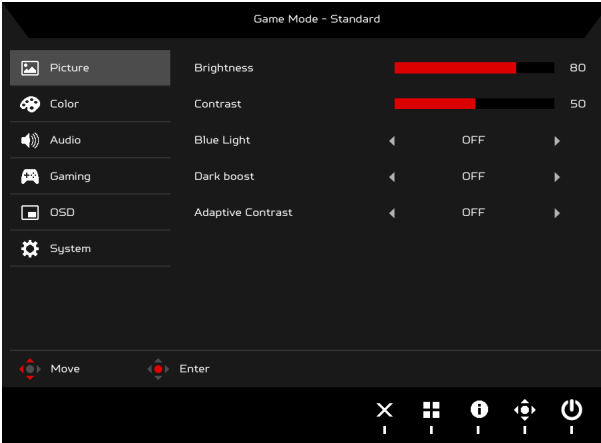 Game Mode - Standard
Picture
Brightness 80
Color
Contrast 50
Audio
Blue Light OFF
Gaming
Dark boost OFF
OSD
Adaptive Contrast OFF
System
Move Enter